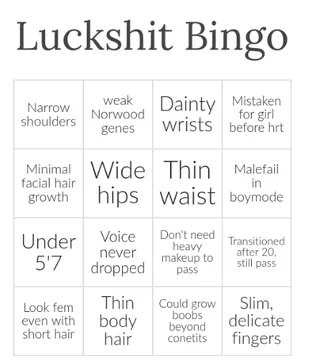 Luckshit Bingo
Narrow
shoulders
weak
Norwood
genes
Dainty
wrists
Mistaken
for girl
before hrt
Minimal
facial hair
growth
Wide
hips
Thin
waist
Malefail
in
boymode
Under
5'7
Voice
never
dropped
Don't need
heavy
makeup to
pass
Transitioned
after 20,
still pass
Look fem
even with
short hair
Thin
body
hair
Could grow
boobs
beyond
conetits
Slim,
delicate
fingers